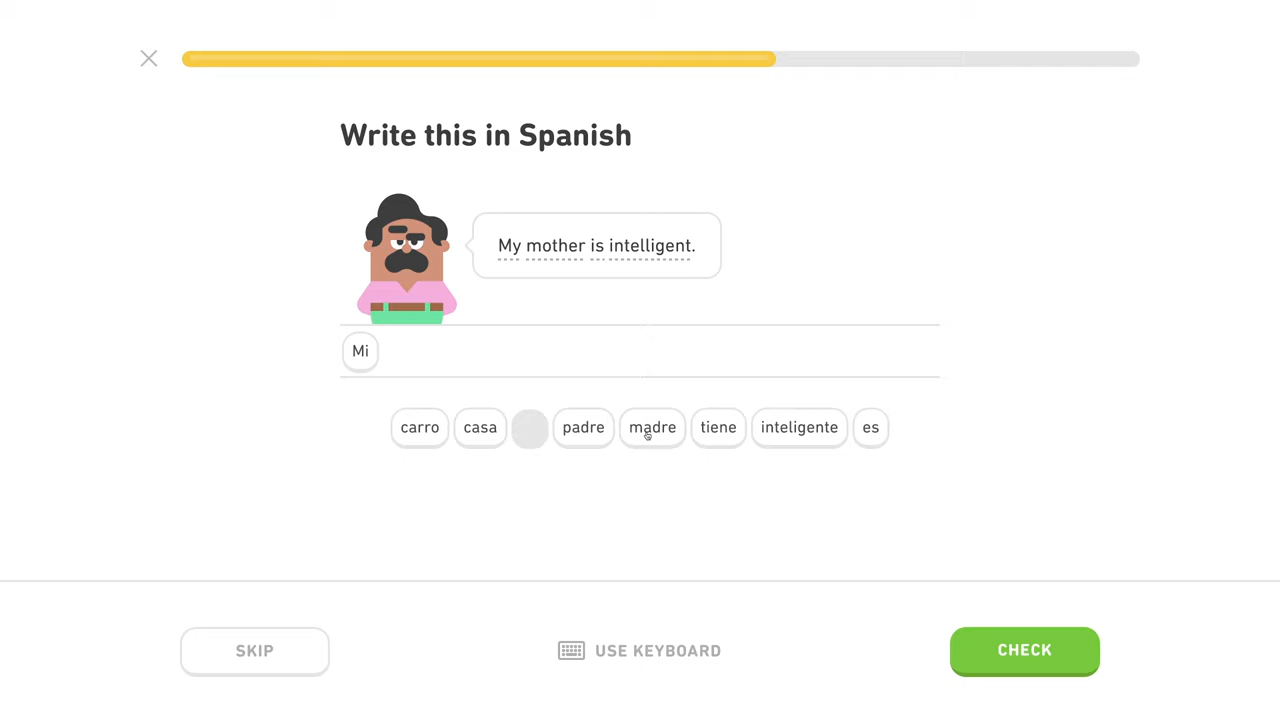 Write this in Spanish
My mother is intelligent.
Mi
carro casa padre madre tiene inteligente es
SKIP USE KEYBOARD CHECK